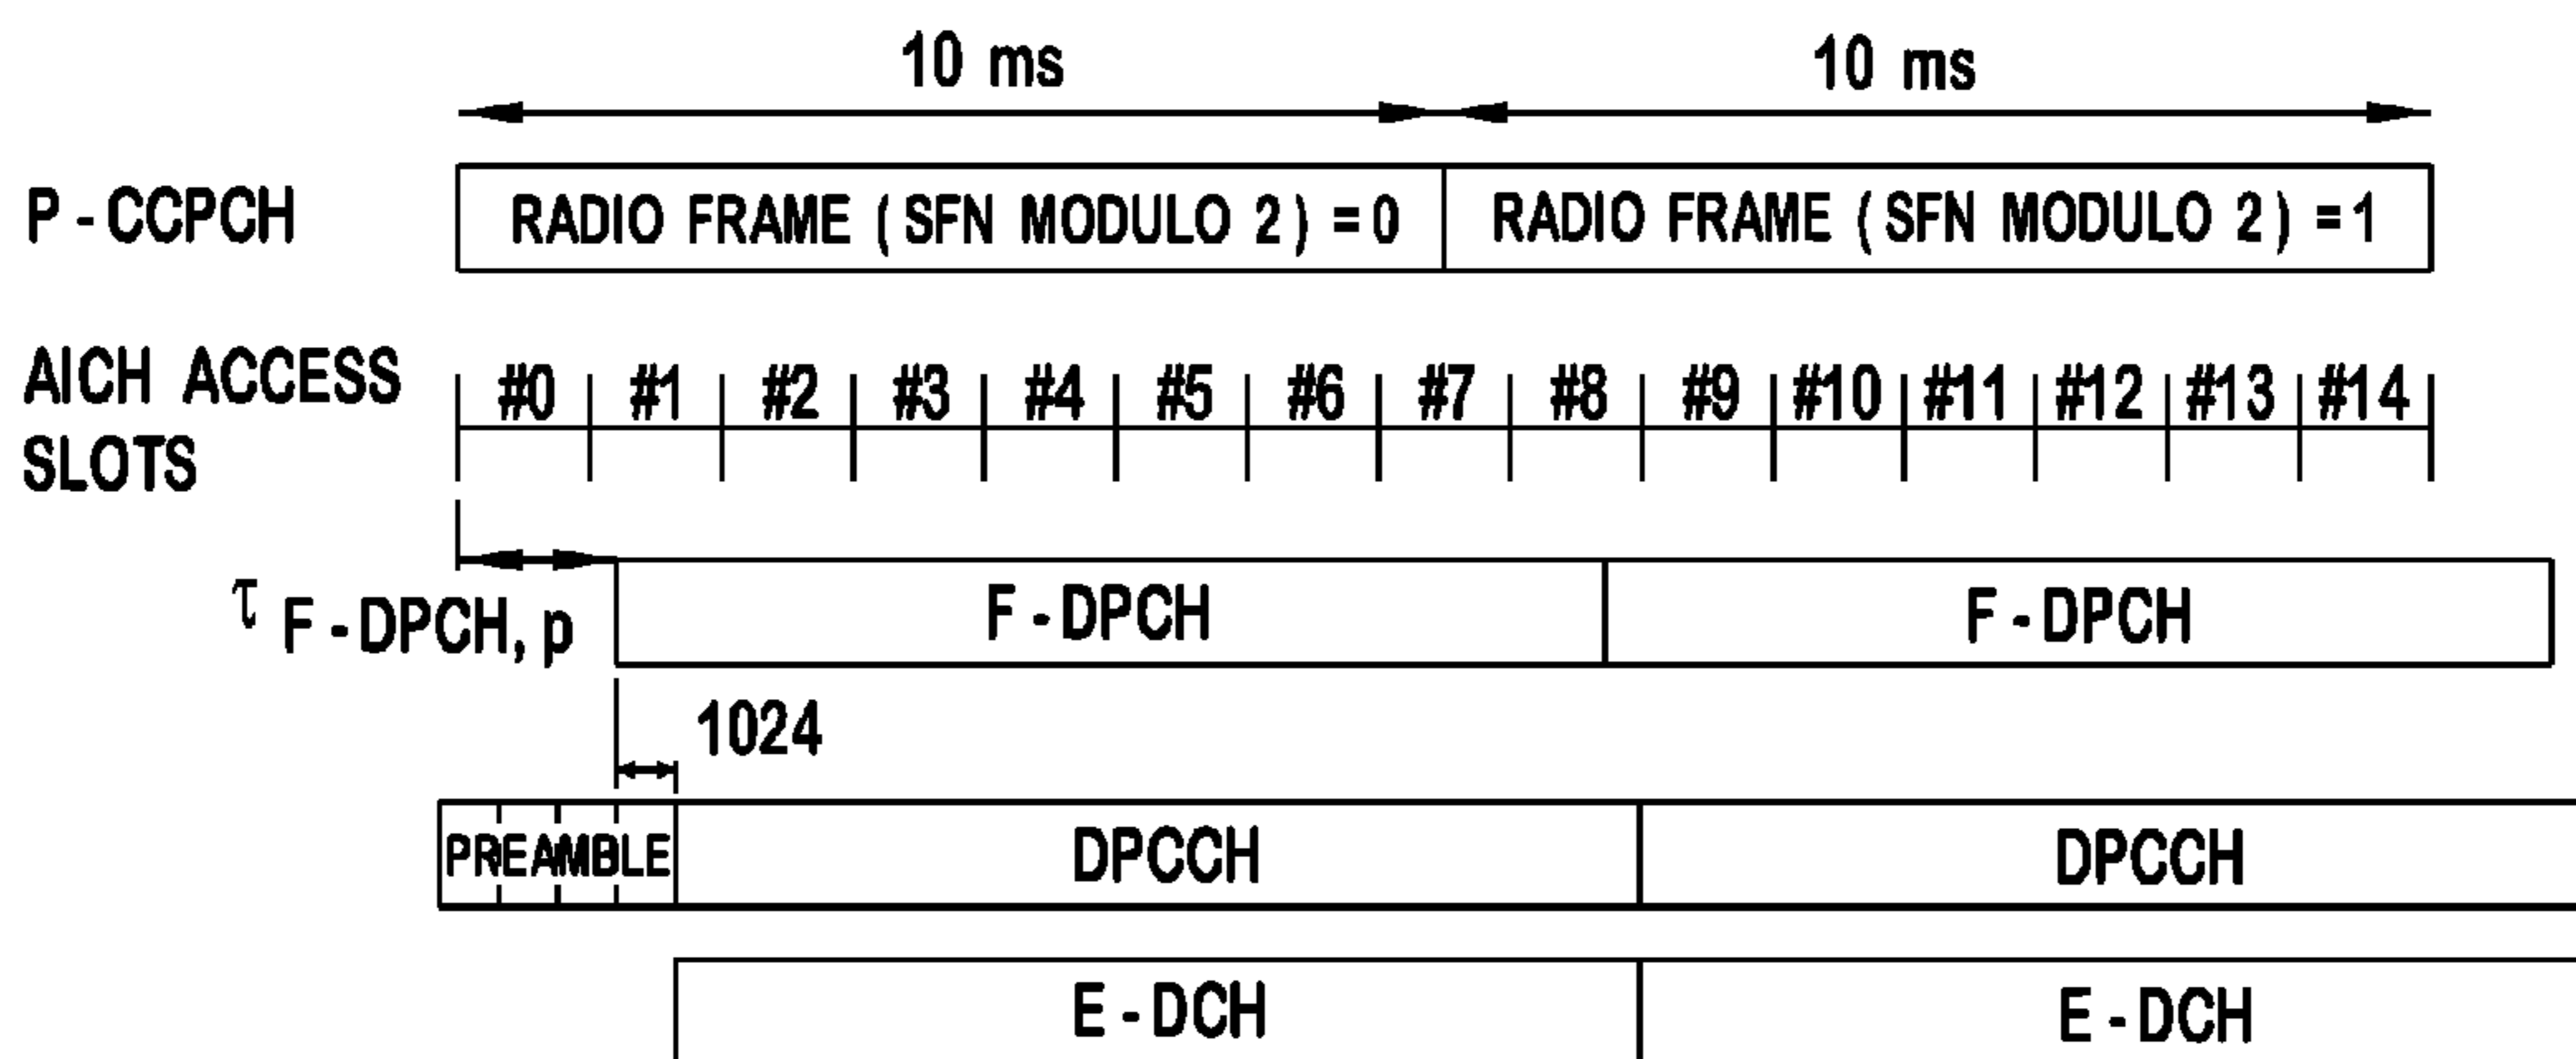 10 ms 10 ms
P-CCPCH RADIO FRAME (SFN MODULO 2) = 0 RADIO FRAME (SFN MODULO 2) = 1
AICH ACCESS
SLOTS
#0 #1 #2 #3 #4 #5 #6 #7 #8 #9 #10 #11 #12 #13 #14
τ F-DPCH, p F-DPCH F-DPCH
1024
PREAMBLE DPCCH DPCCH
E-DCH E-DCH